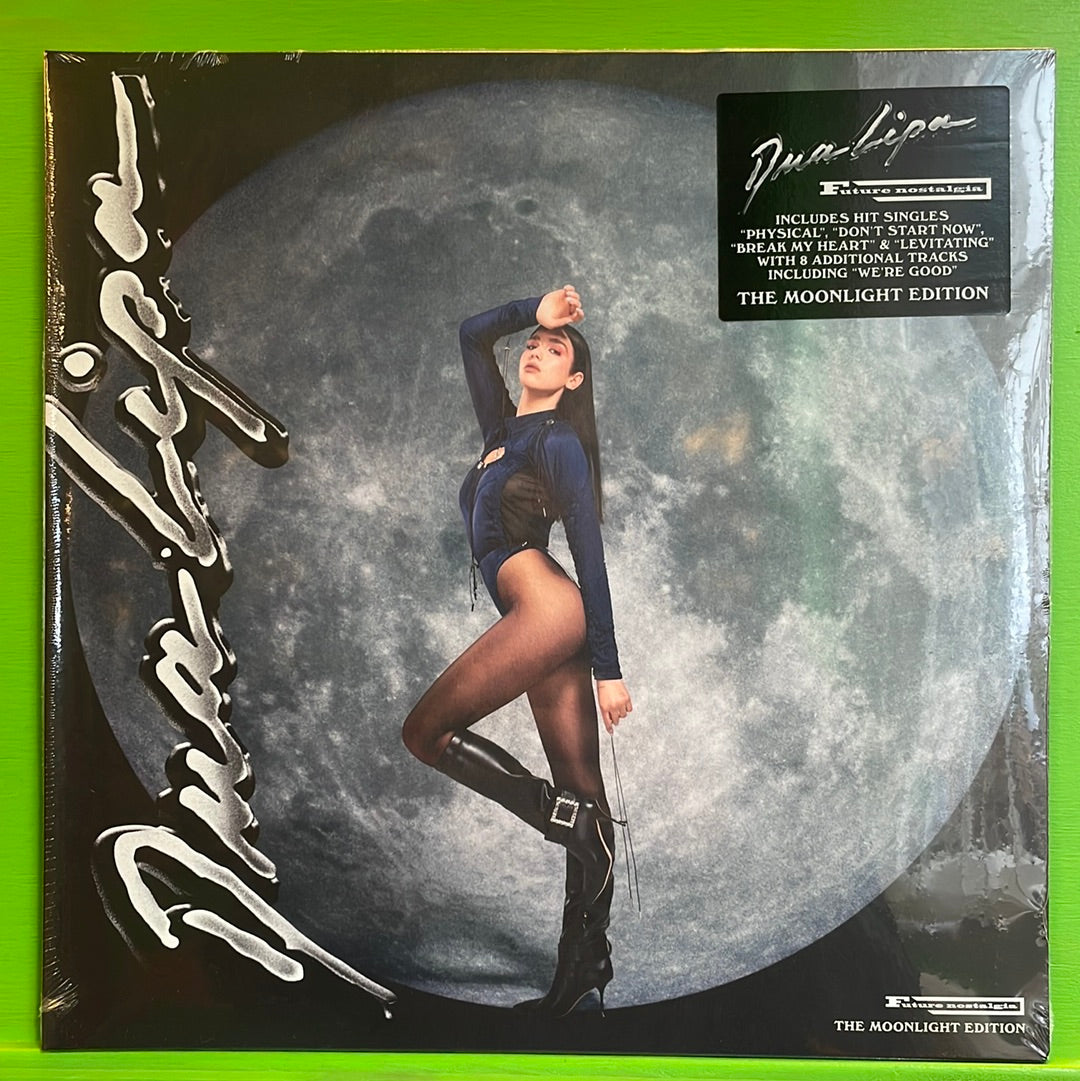 Dua Lipa
Dua Lipa
Future nostalgia
INCLUDES HIT SINGLES
"PHYSICAL", "DON'T START NOW",
"BREAK MY HEART" & "LEVITATING"
WITH 8 ADDITIONAL TRACKS
INCLUDING "WE'RE GOOD"
THE MOONLIGHT EDITION
Future nostalgia
THE MOONLIGHT EDITION